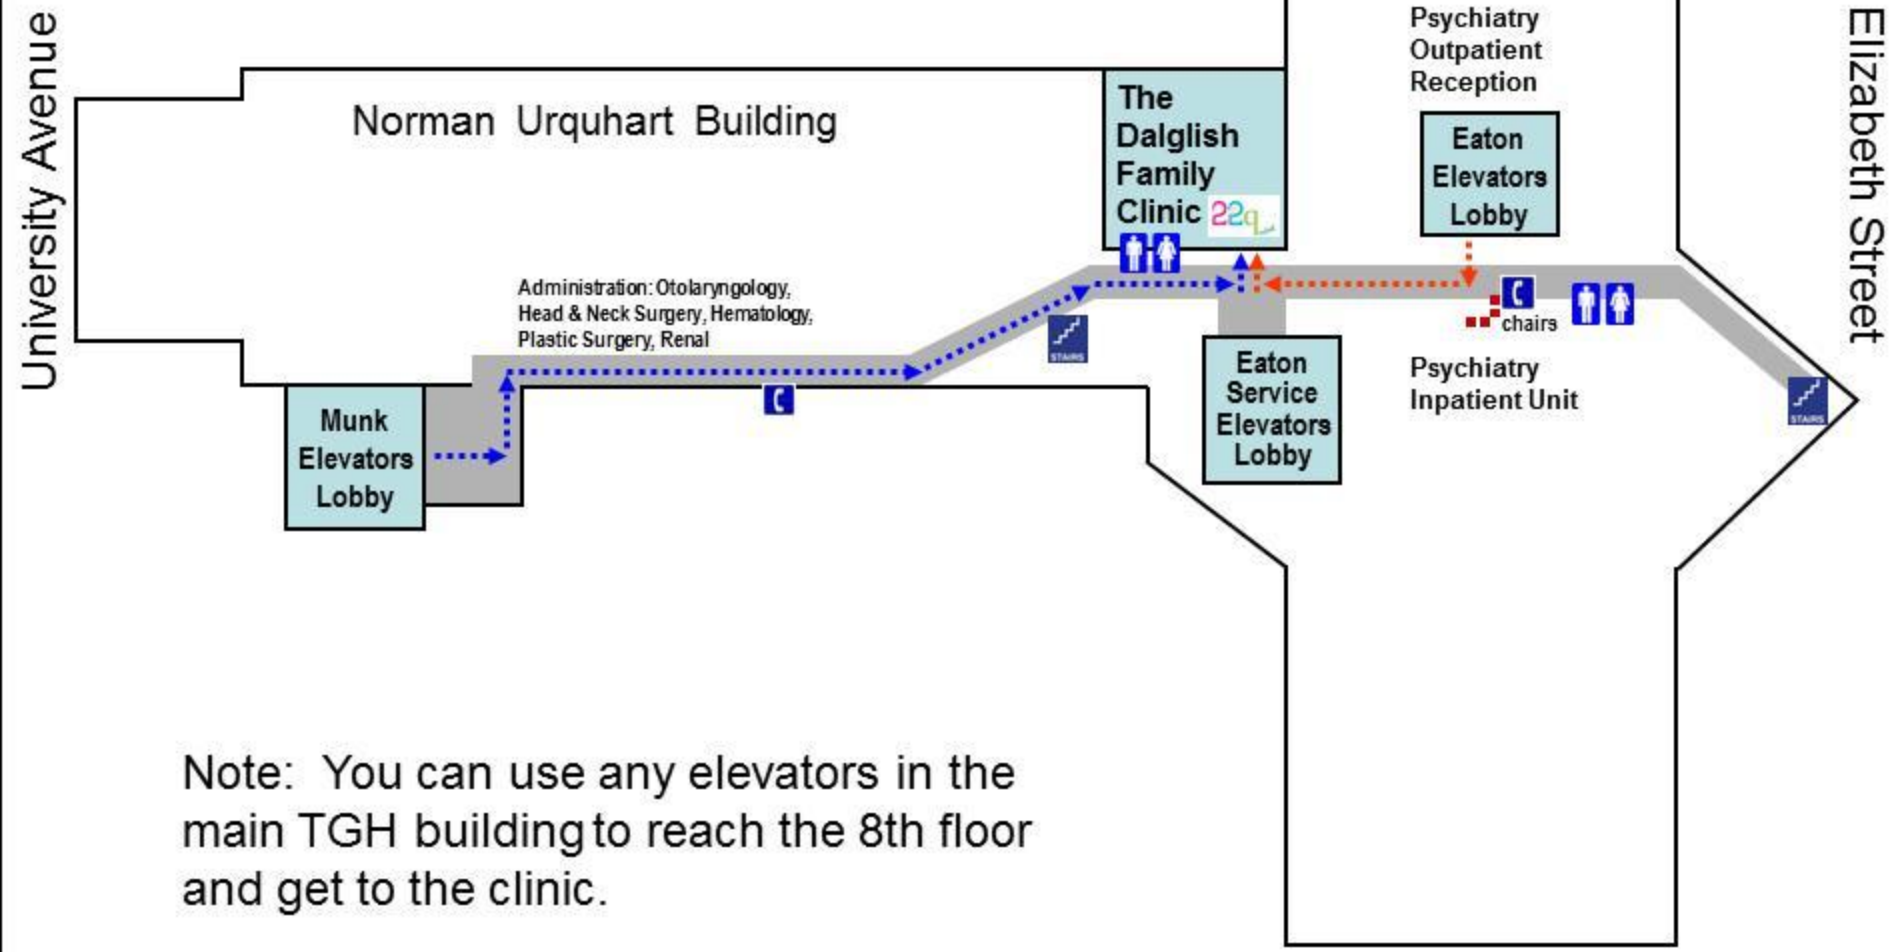 University Avenue
Norman Urquhart Building
The
Dalglish
Family
Clinic 22q
Psychiatry
Outpatient
Reception
Eaton
Elevators
Lobby
Elizabeth Street
Administration: Otolaryngology,
Head & Neck Surgery, Hematology,
Plastic Surgery, Renal
STAIRS
chairs
Munk
Elevators
Lobby
Eaton
Service
Elevators
Lobby
Psychiatry
Inpatient Unit
STAIRS
Note: You can use any elevators in the
main TGH building to reach the 8th floor
and get to the clinic.